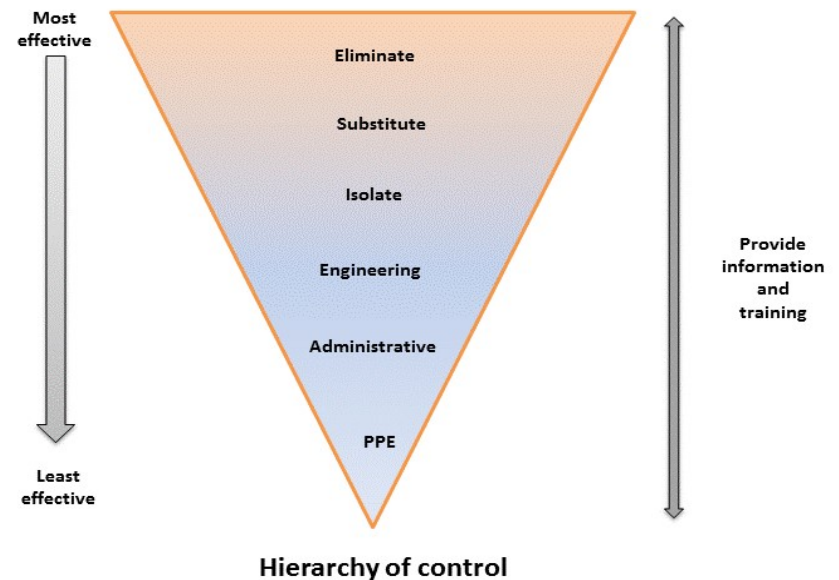 Most
effective
Eliminate
Substitute
Isolate
Engineering
Administrative
PPE
Least
effective
Provide
information
and
training
Hierarchy of control